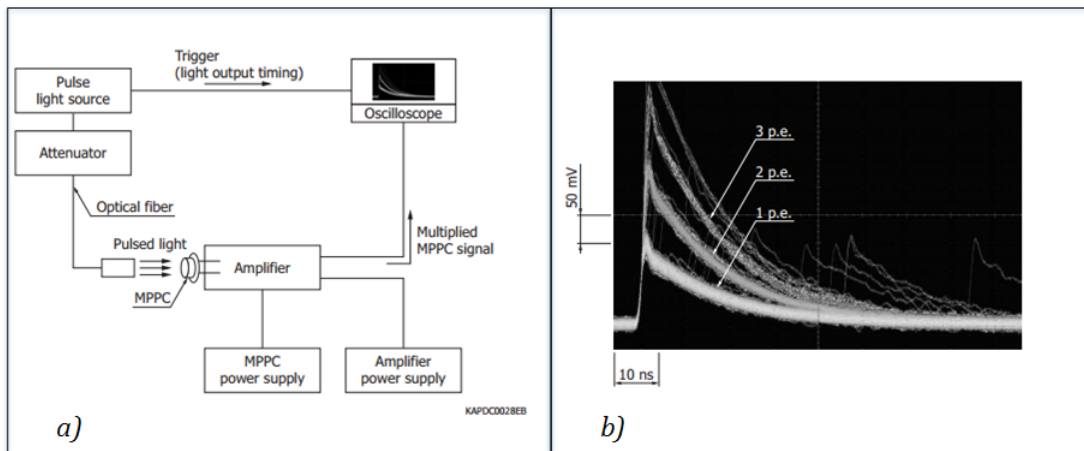 Trigger
(light output timing)
Pulse
light source
Oscilloscope
Attenuator
Optical fiber
Pulsed light
Multiplied
MPPC signal
Amplifier
MPPC
MPPC
power supply
Amplifier
power supply
KAPDC0028EB
a)
3 p.e.
2 p.e.
1 p.e.
50 mV
10 ns
b)